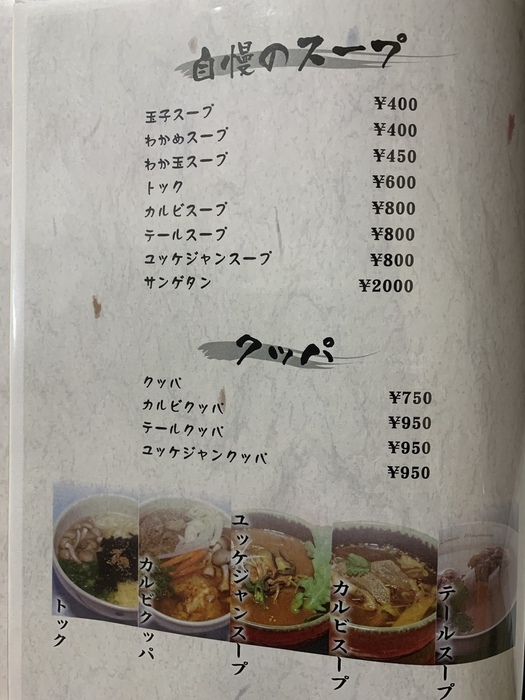 自慢のスープ
玉子スープ ¥400
わかめスープ ¥400
わか玉スープ ¥450
トック ¥600
カルビスープ ¥800
テールスープ ¥800
ユッケジャンスープ ¥800
サンゲタン ¥2000
クッパ
クッパ ¥750
カルビクッパ ¥950
テールクッパ ¥950
ユッケジャンクッパ ¥950
トック
カルビクッパ
ユッケジャンスープ
カルビスープ
テールスープ